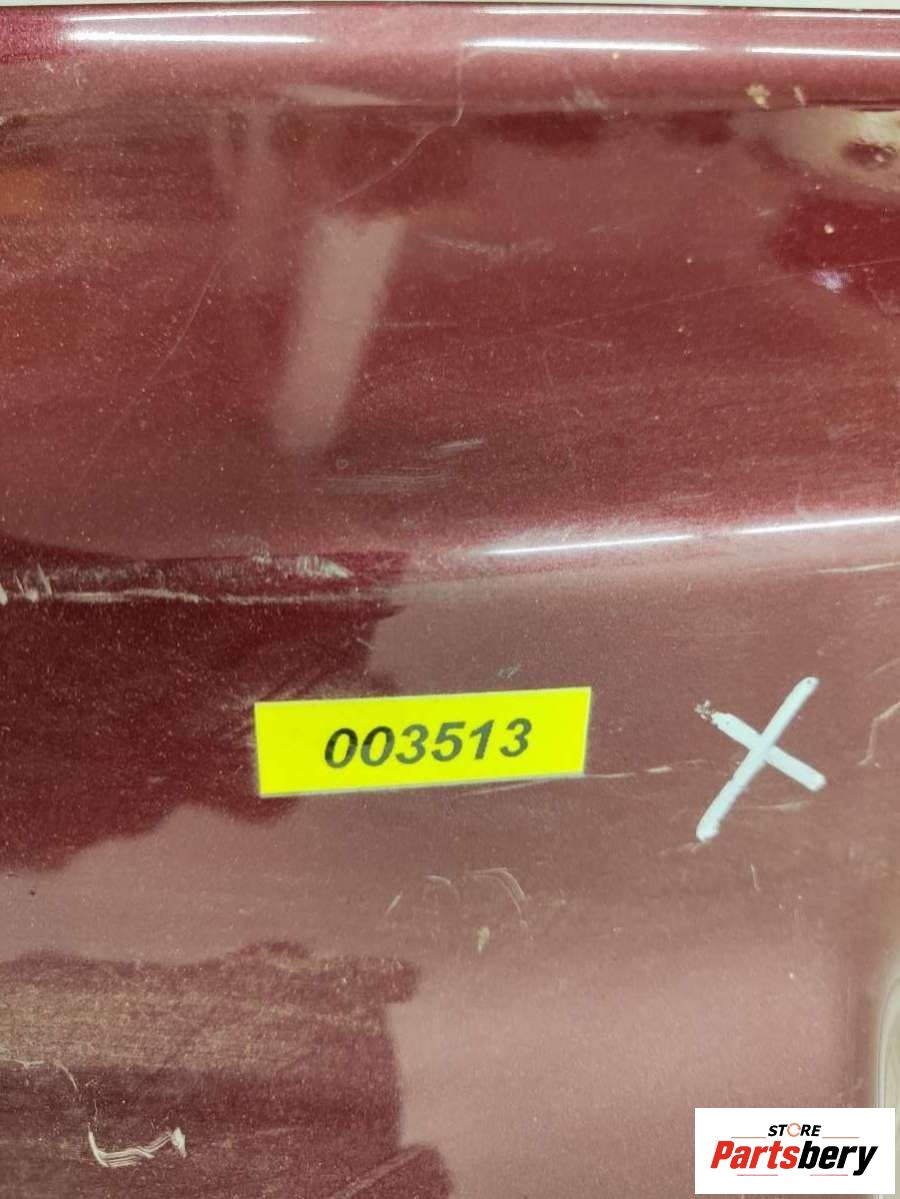 003513
X
STORE
Partsbery